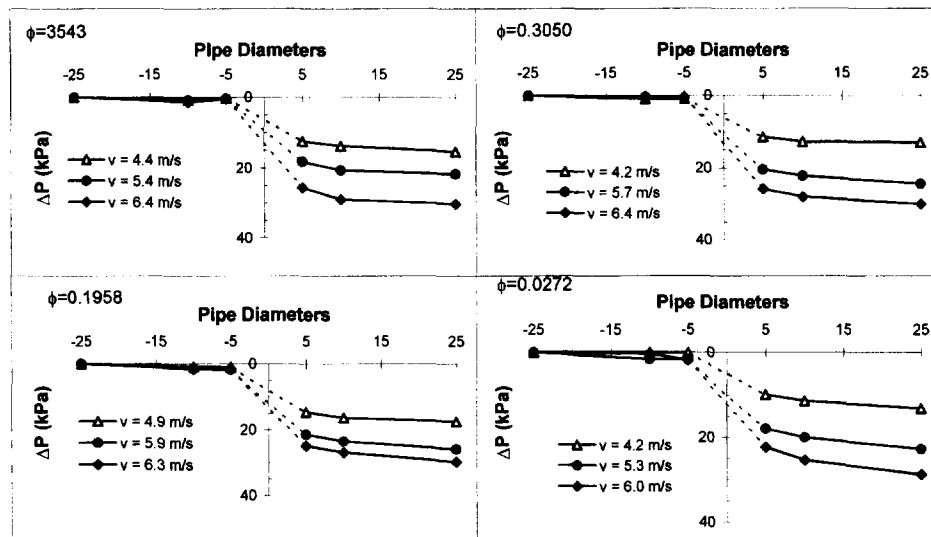 ϕ=3543
Pipe Diameters
-25 -15 -5 5 15 25
0
20
40
ΔP (kPa)
v = 4.4 m/s
v = 5.4 m/s
v = 6.4 m/s
ϕ=0.3050
Pipe Diameters
-25 -15 -5 5 15 25
0
20
40
ΔP (kPa)
v = 4.2 m/s
v = 5.7 m/s
v = 6.4 m/s
ϕ=0.1958
Pipe Diameters
-25 -15 -5 5 15 25
0
20
40
ΔP (kPa)
v = 4.9 m/s
v = 5.9 m/s
v = 6.3 m/s
ϕ=0.0272
Pipe Diameters
-25 -15 -5 5 15 25
0
20
40
ΔP (kPa)
v = 4.2 m/s
v = 5.3 m/s
v = 6.0 m/s